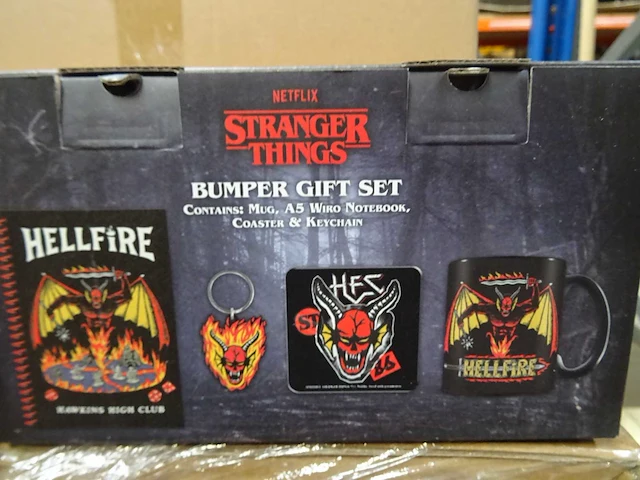 NETFLIX
STRANGER
THINGS
BUMPER GIFT SET
CONTAINS: MUG, A5 WIRO NOTEBOOK,
COASTER & KEYCHAIN
HELLFIRE
HAWKINS HIGH CLUB
HFC
ST
86
HELLFIRE